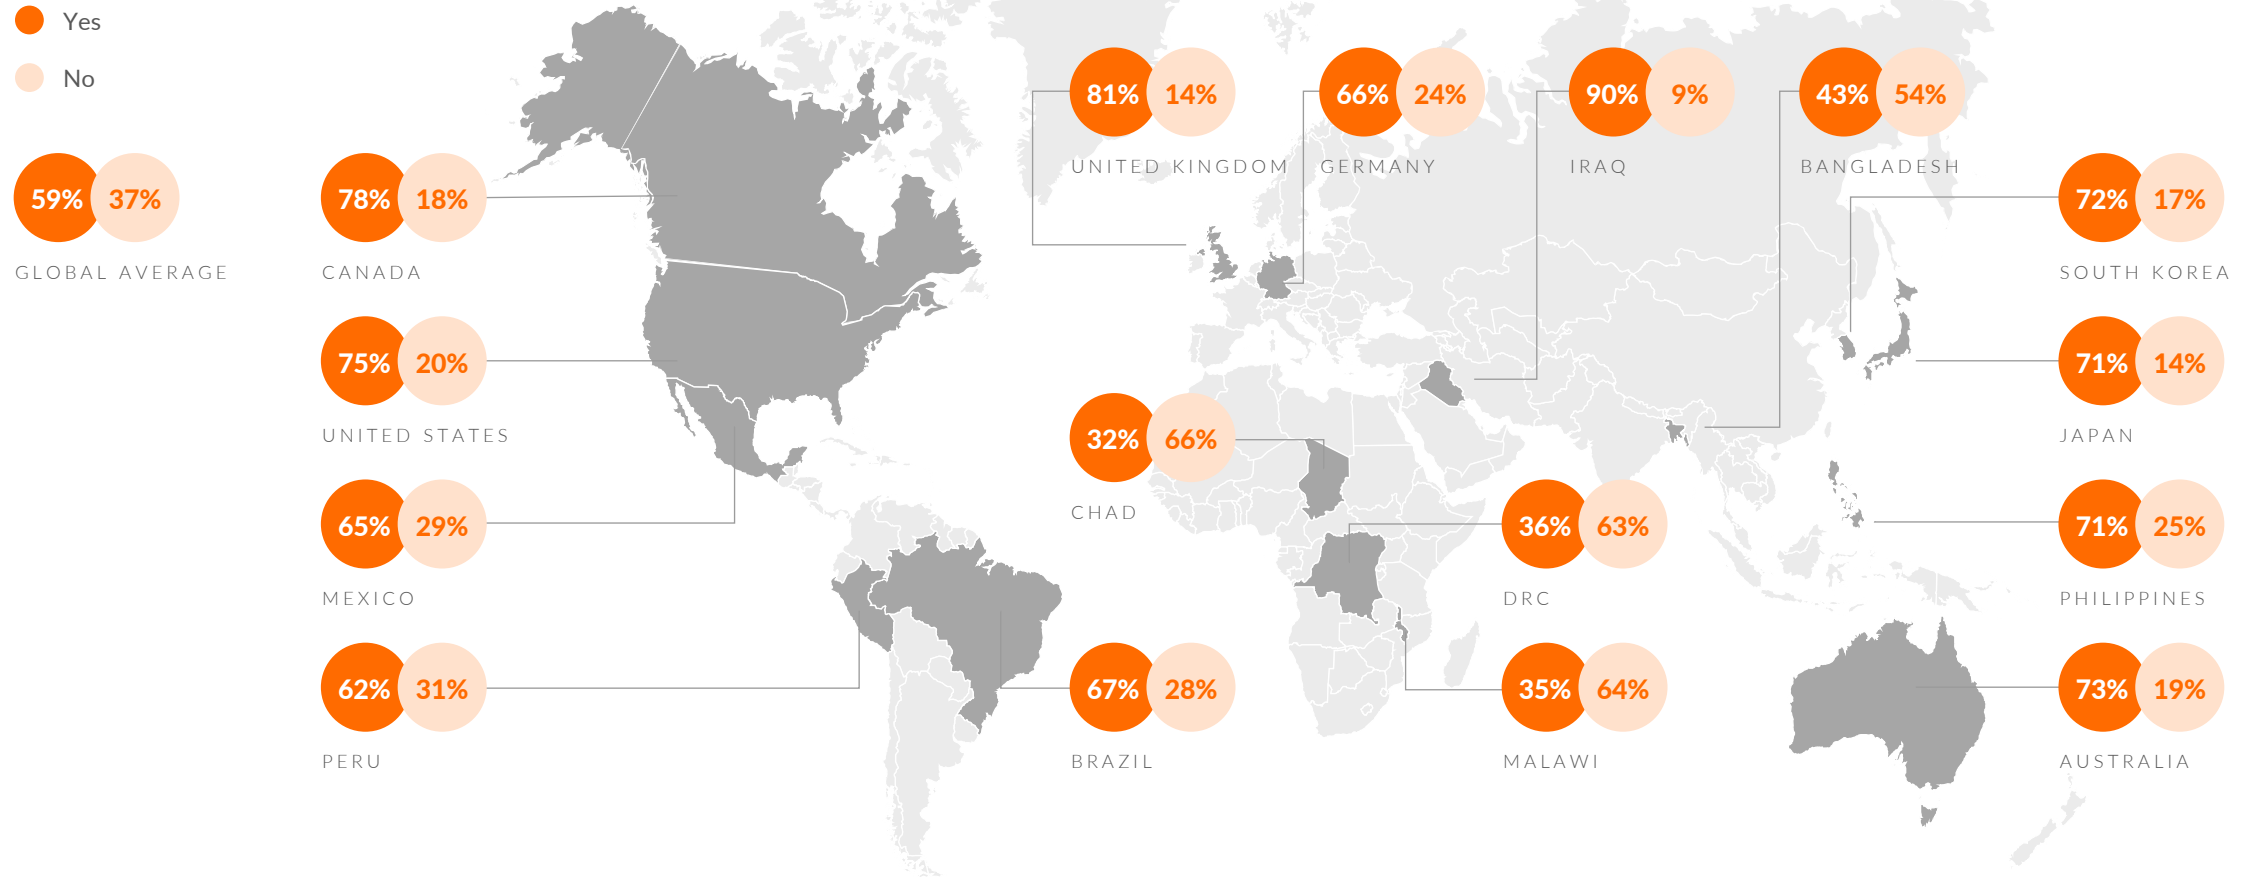 Yes
No
59% 37%
GLOBAL AVERAGE
78% 18%
CANADA
75% 20%
UNITED STATES
65% 29%
MEXICO
62% 31%
PERU
81% 14%
UNITED KINGDOM
66% 24%
GERMANY
90% 9%
IRAQ
43% 54%
BANGLADESH
32% 66%
CHAD
36% 63%
DRC
67% 28%
BRAZIL
35% 64%
MALAWI
72% 17%
SOUTH KOREA
71% 14%
JAPAN
71% 25%
PHILIPPINES
73% 19%
AUSTRALIA